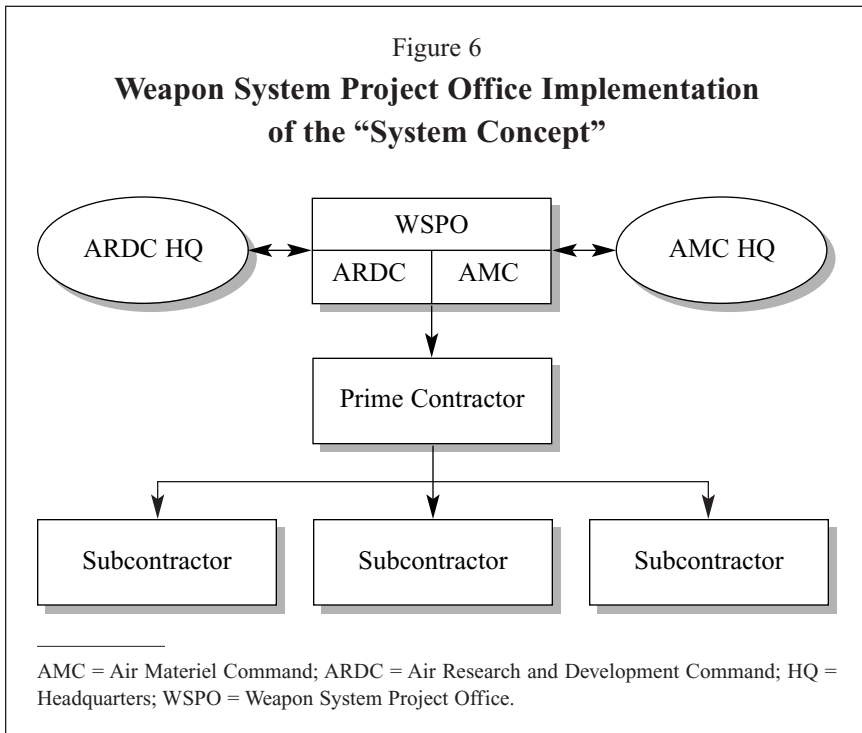 Figure 6
Weapon System Project Office Implementation
of the “System Concept”
ARDC HQ
WSPO
AMC HQ
ARDC
AMC
Prime Contractor
Subcontractor
Subcontractor
Subcontractor
AMC = Air Materiel Command; ARDC = Air Research and Development Command; HQ =
Headquarters; WSPO = Weapon System Project Office.